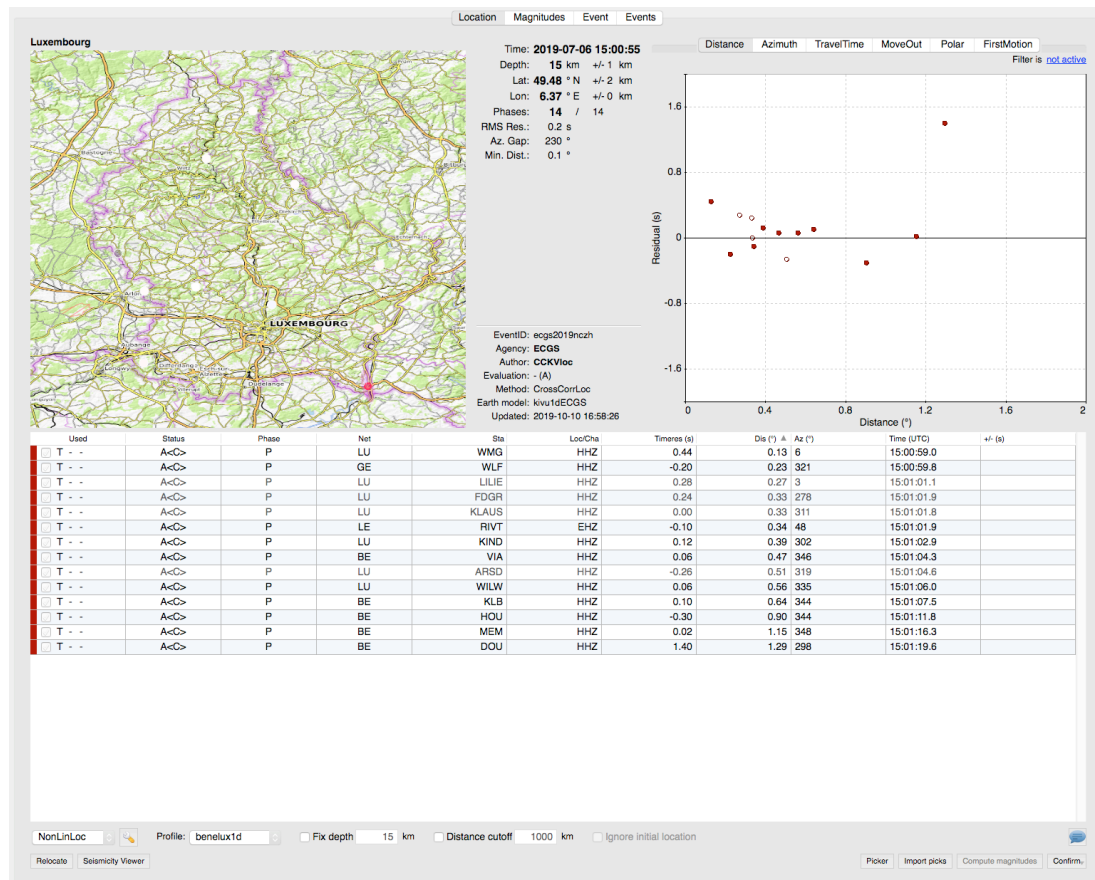 Location Magnitudes Event Events
Luxembourg
Time: 2019-07-06 15:00:55
Depth: 15 km +/- 1 km
Lat: 49.48 ° N +/- 2 km
Lon: 6.37 ° E +/- 0 km
Phases: 14 / 14
RMS Res.: 0.2 s
Az. Gap: 230 °
Min. Dist.: 0.1 °
Distance Azimuth TravelTime MoveOut Polar FirstMotion
Filter is not active
1.6
0.8
0
-0.8
-1.6
Residual (s)
0 0.4 0.8 1.2 1.6 2
Distance (°)
Bastogne
Arlon
LUXEMBOURG
Aubange
Longwy
Differdange
Dudelange
EventID: ecgs2019nczh
Agency: ECGS
Author: CCKVloc
Evaluation: - (A)
Method: CrossCorrLoc
Earth model: kivu1dECGS
Updated: 2019-10-10 16:58:26
Used Status Phase Net Sta Loc/Cha Timeres (s) Dis (°) Az (°) Time (UTC) +/- (s)
T - - A<C> P LU WMG HHZ 0.44 0.13 6 15:00:59.0
T - - A<C> P GE WLF HHZ -0.20 0.23 321 15:00:59.8
T - - A<C> P LU LILIE HHZ 0.28 0.27 3 15:01:01.1
T - - A<C> P LU FDGR HHZ 0.24 0.33 278 15:01:01.9
T - - A<C> P LU KLAUS HHZ 0.00 0.33 311 15:01:01.8
T - - A<C> P LE RIVT EHZ -0.10 0.34 48 15:01:01.9
T - - A<C> P LU KIND HHZ 0.12 0.39 302 15:01:02.9
T - - A<C> P BE VIA HHZ 0.06 0.47 346 15:01:04.3
T - - A<C> P LU ARSD HHZ -0.26 0.51 319 15:01:04.6
T - - A<C> P LU WILW HHZ 0.06 0.56 335 15:01:06.0
T - - A<C> P BE KLB HHZ 0.10 0.64 344 15:01:07.5
T - - A<C> P BE HOU HHZ -0.30 0.90 344 15:01:11.8
T - - A<C> P BE MEM HHZ 0.02 1.15 348 15:01:16.3
T - - A<C> P BE DOU HHZ 1.40 1.29 298 15:01:19.6
NonLinLoc Profile: benelux1d Fix depth 15 km Distance cutoff 1000 km Ignore initial location
Relocate Seismicity Viewer Picker Import picks Compute magnitudes Confirm